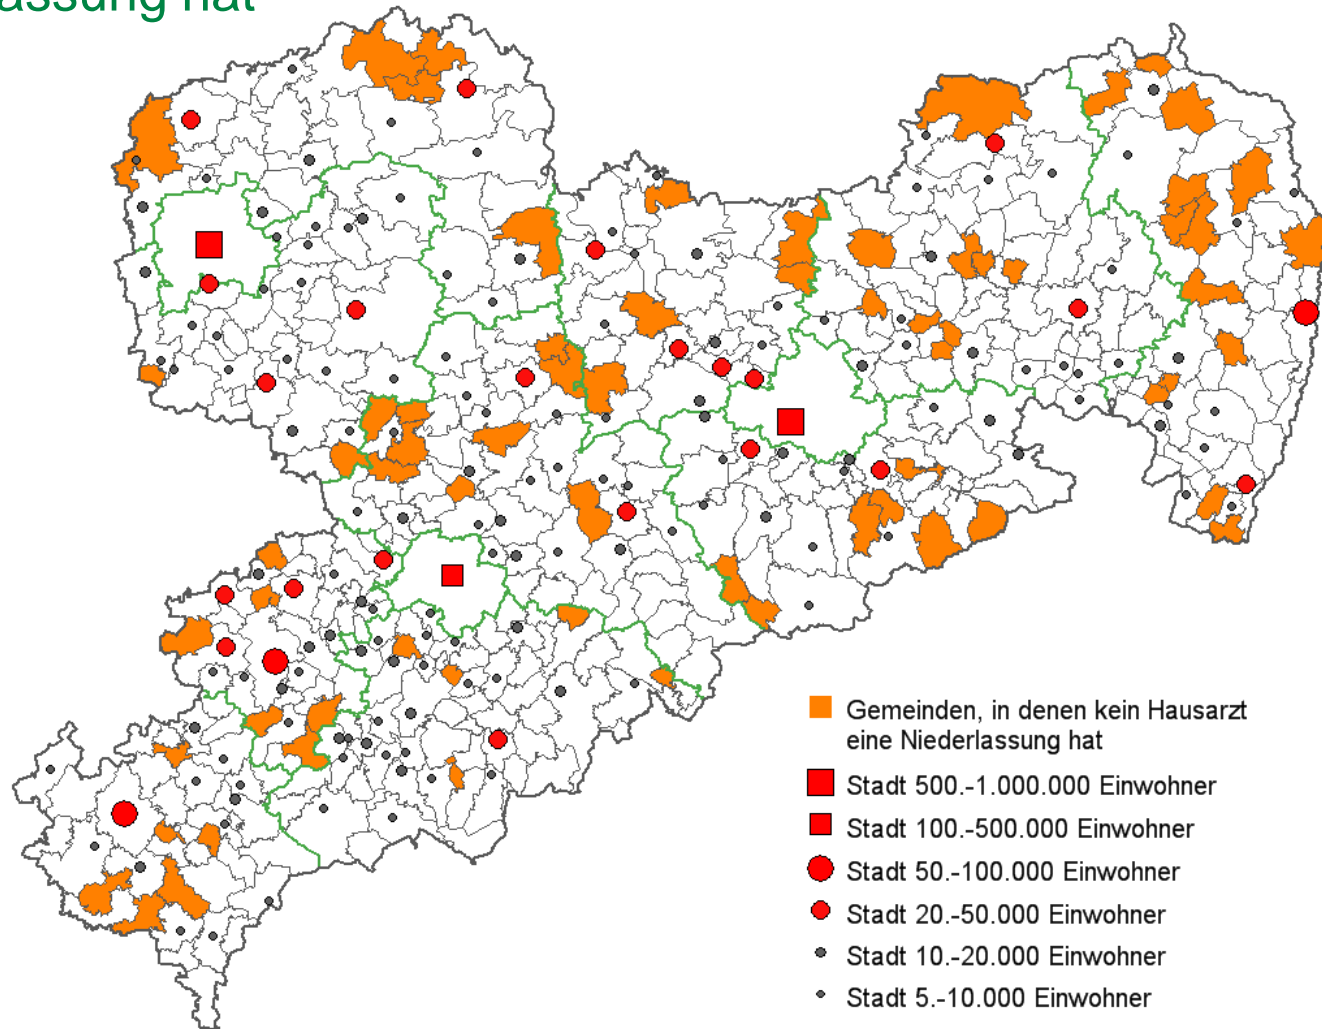 assung hat
Gemeinden, in denen kein Hausarzt
eine Niederlassung hat
Stadt 500.-1.000.000 Einwohner
Stadt 100.-500.000 Einwohner
Stadt 50.-100.000 Einwohner
Stadt 20.-50.000 Einwohner
Stadt 10.-20.000 Einwohner
Stadt 5.-10.000 Einwohner